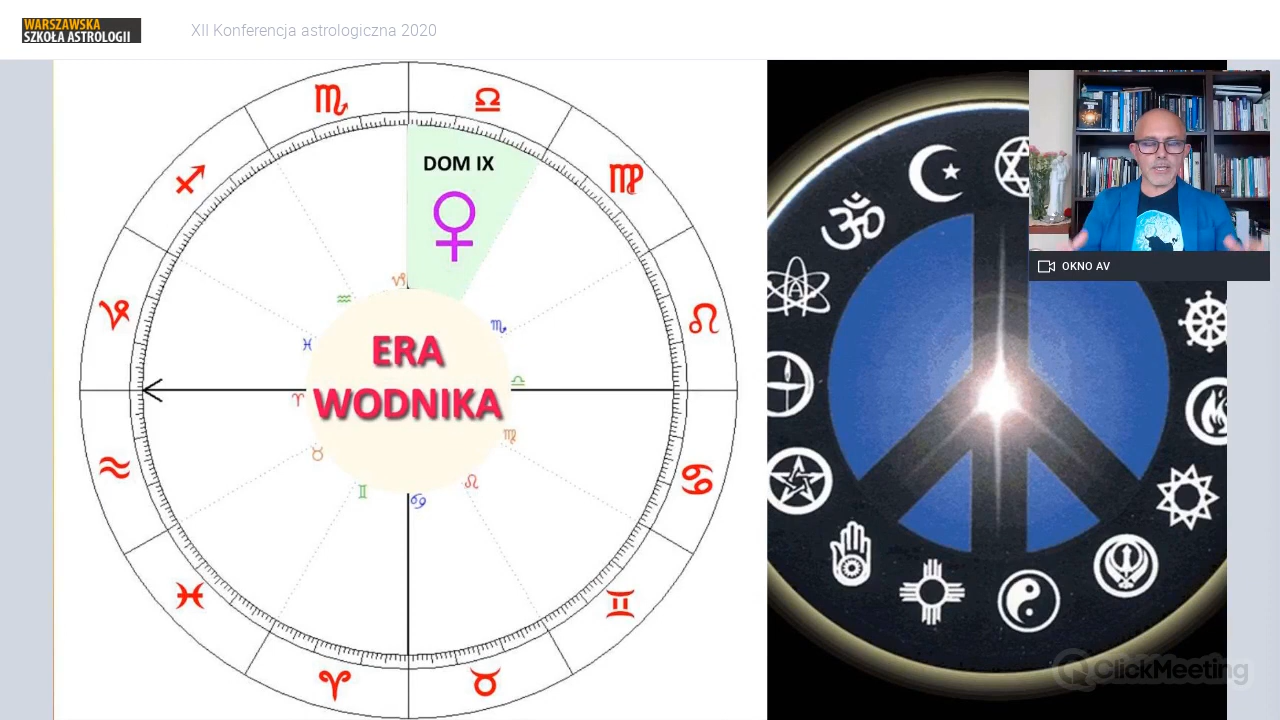 WARSZAWSKA
SZKOŁA ASTROLOGII
XII Konferencja astrologiczna 2020
DOM IX
ERA
WODNIKA
OKNO AV
ClickMeeting